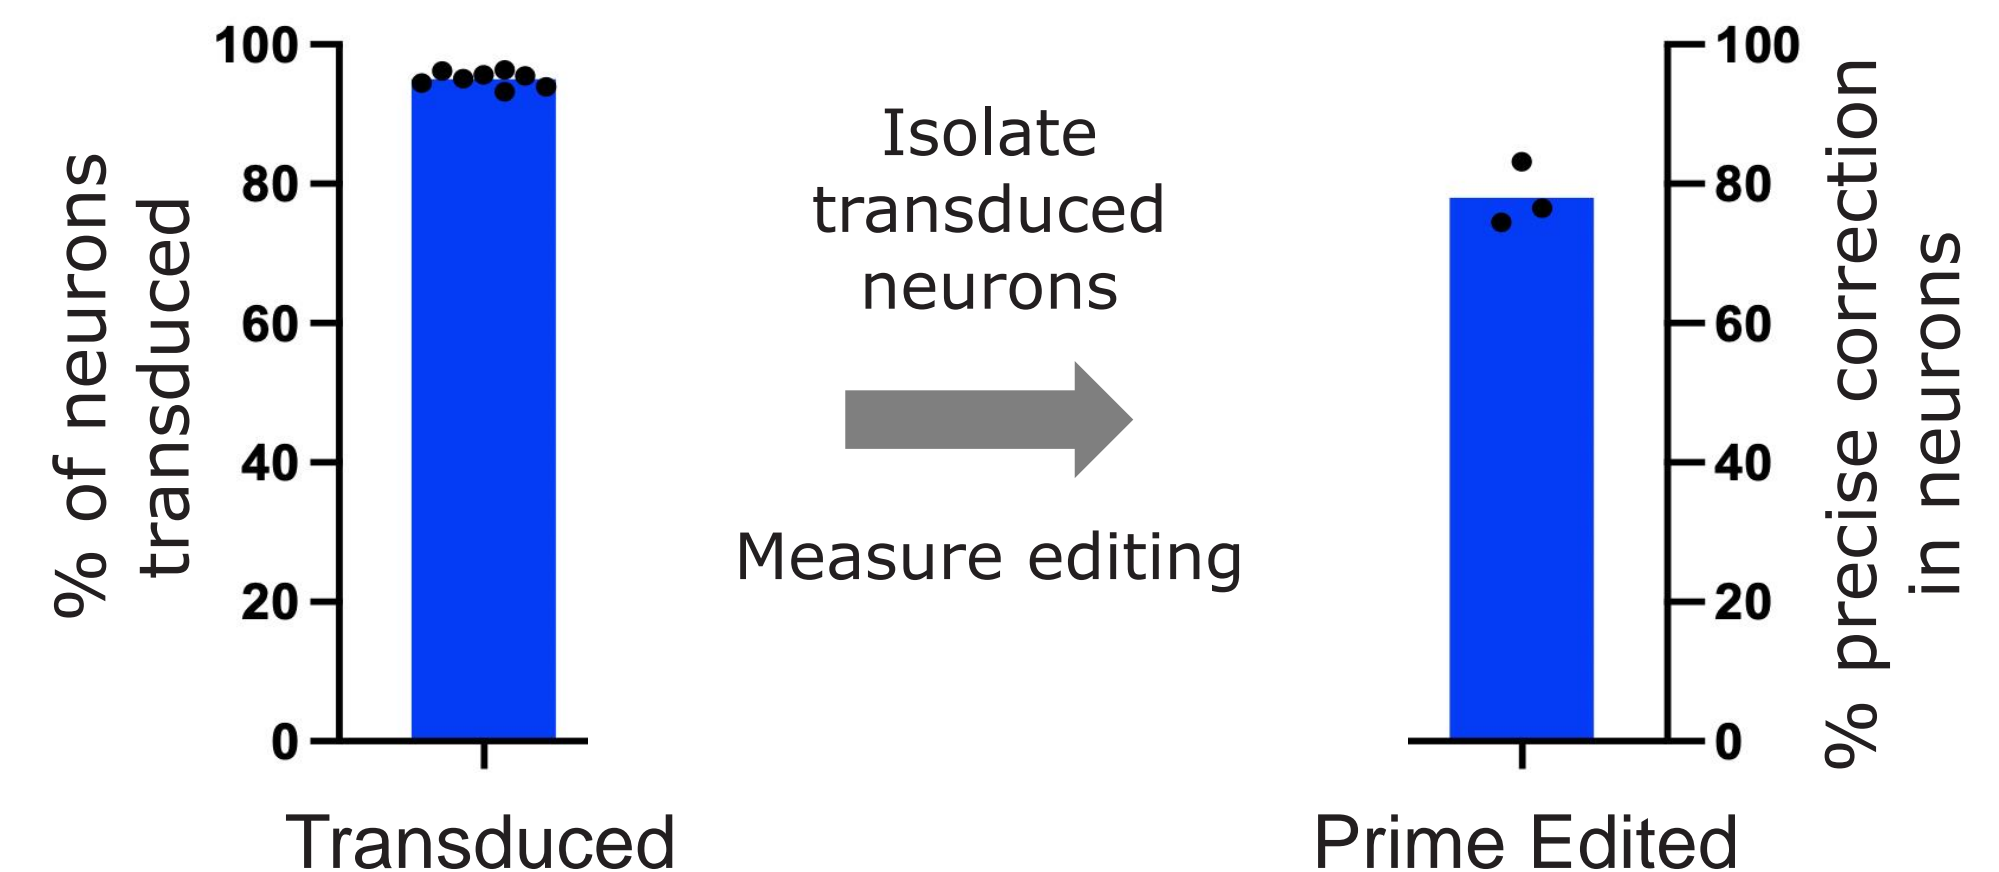 % of neurons
transduced
100
80
60
40
20
0
Transduced
Isolate
transduced
neurons
Measure editing
100
80
60
40
20
0
% precise correction
in neurons
Prime Edited